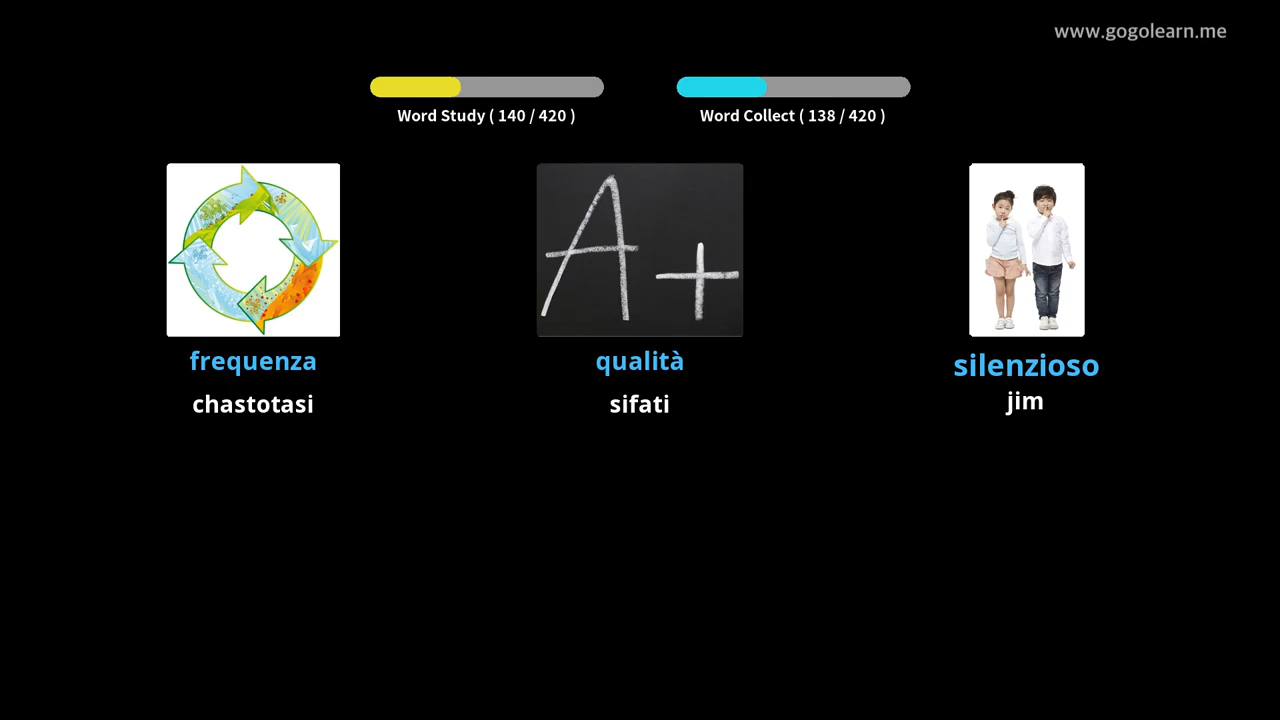 www.gogolearn.me
Word Study ( 140 / 420 )
Word Collect ( 138 / 420 )
A+
frequenza
qualità
silenzioso
chastotasi
sifati
jim